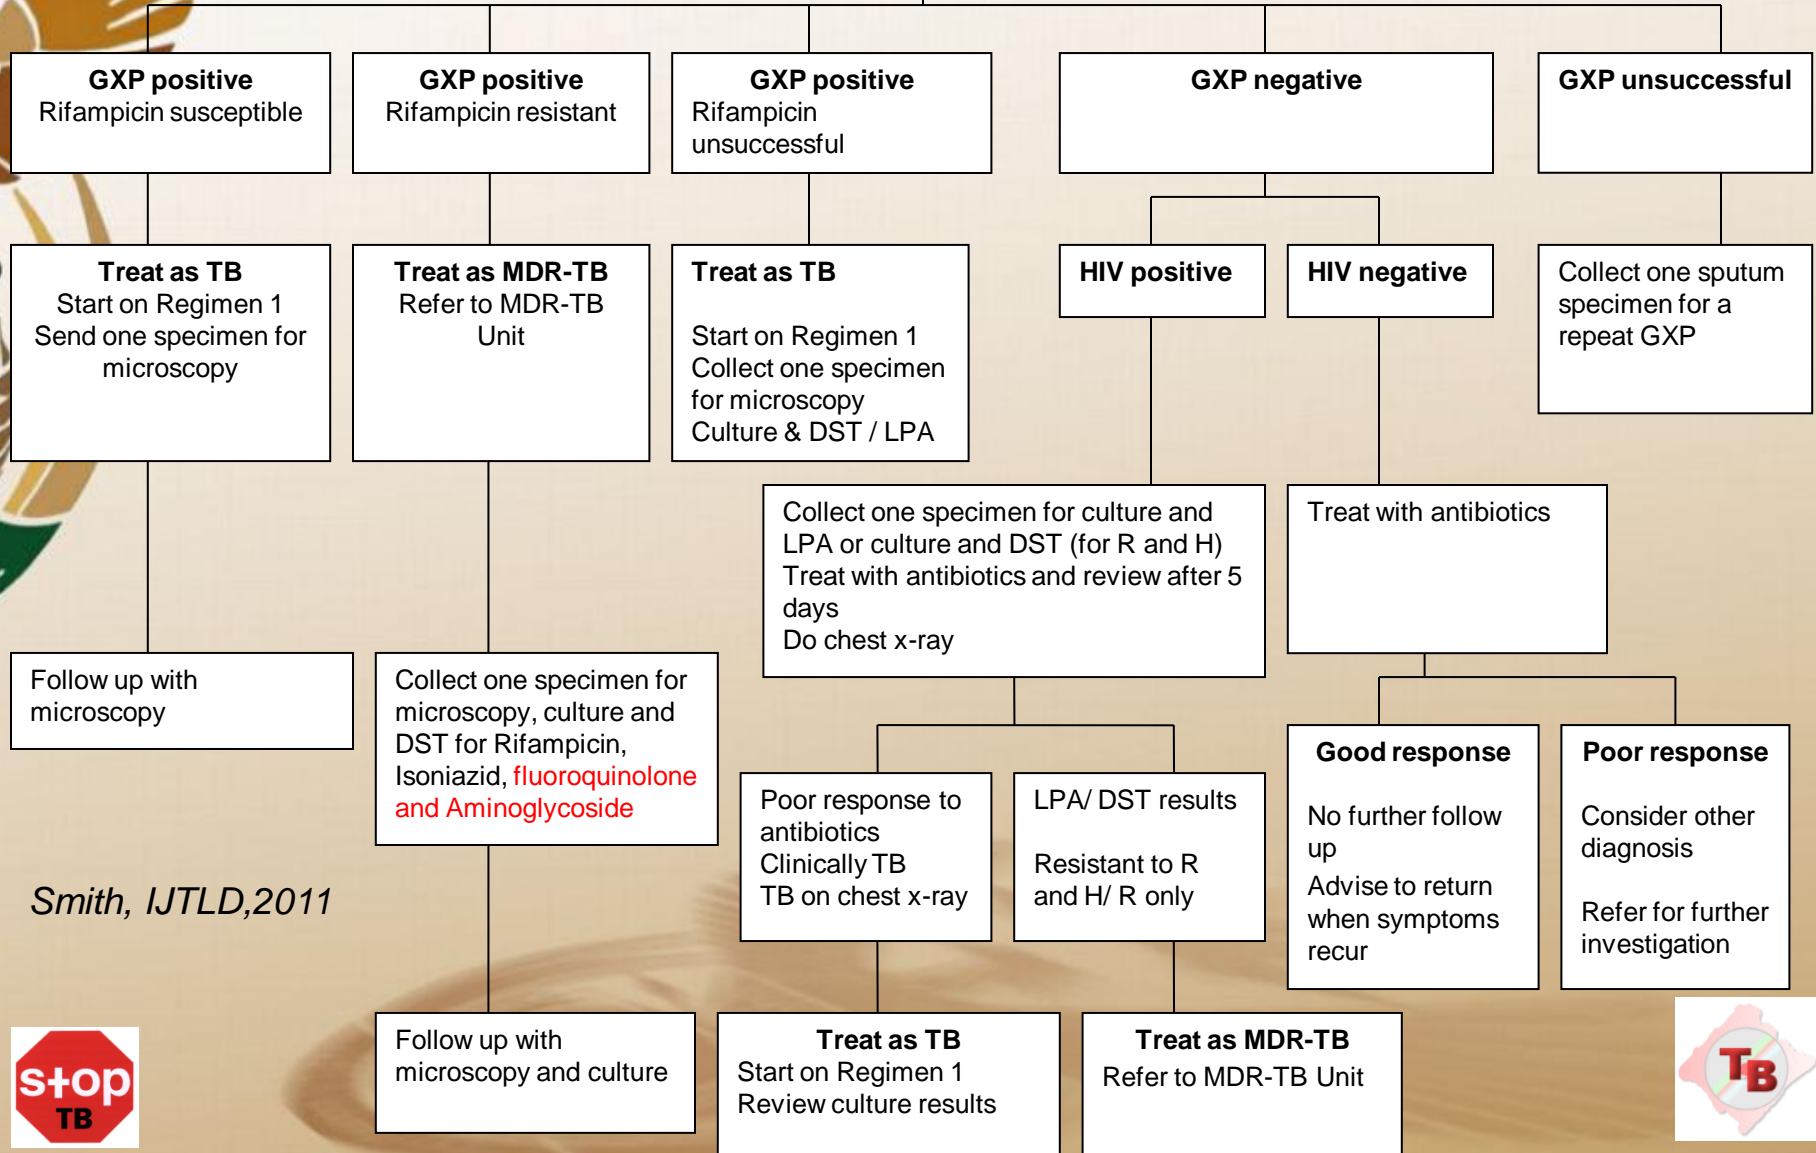 GXP positive
Rifampicin susceptible
GXP positive
Rifampicin resistant
GXP positive
Rifampicin
unsuccessful
GXP negative
GXP unsuccessful
Treat as TB
Start on Regimen 1
Send one specimen for
microscopy
Treat as MDR-TB
Refer to MDR-TB
Unit
Treat as TB
Start on Regimen 1
Collect one specimen
for microscopy
Culture & DST / LPA
HIV positive
HIV negative
Collect one sputum
specimen for a
repeat GXP
Collect one specimen for culture and
LPA or culture and DST (for R and H)
Treat with antibiotics and review after 5
days
Do chest x-ray
Treat with antibiotics
Follow up with
microscopy
Collect one specimen for
microscopy, culture and
DST for Rifampicin,
Isoniazid, fluoroquinolone
and Aminoglycoside
Poor response to
antibiotics
Clinically TB
TB on chest x-ray
LPA/ DST results
Resistant to R
and H/ R only
Good response
No further follow
up
Advise to return
when symptoms
recur
Poor response
Consider other
diagnosis
Refer for further
investigation
Smith, IJTLD,2011
Follow up with
microscopy and culture
Treat as TB
Start on Regimen 1
Review culture results
Treat as MDR-TB
Refer to MDR-TB Unit
stop
TB
TB